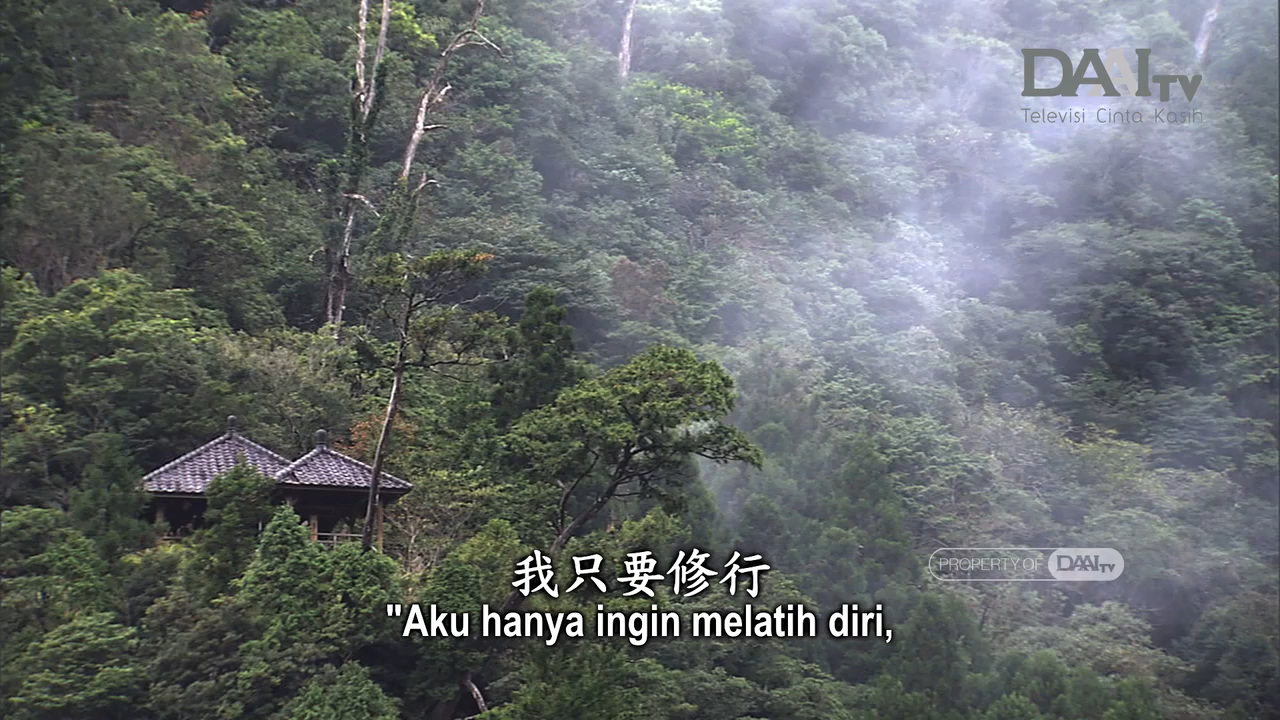 DAAI TV
Televisi Cinta Kasih
我只要修行
PROPERTY OF DAAI TV
"Aku hanya ingin melatih diri,